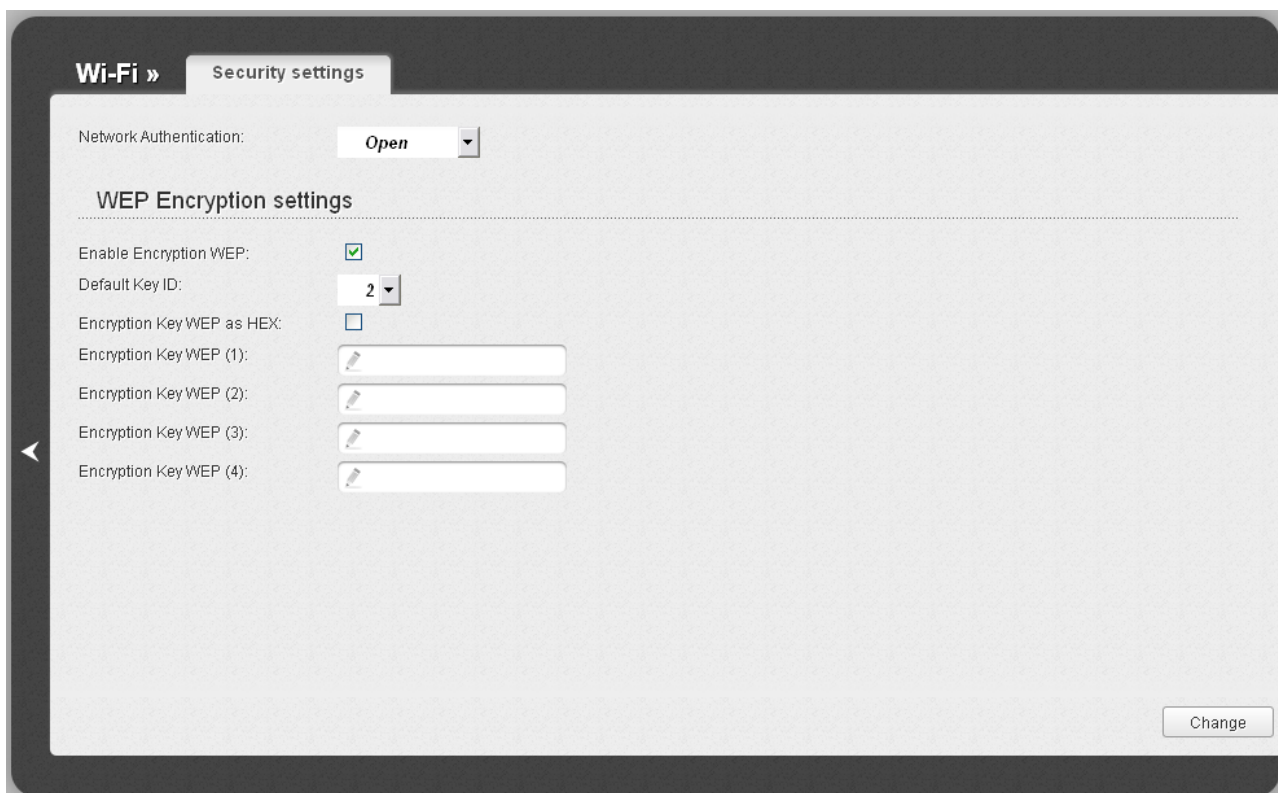 Wi-Fi »
Security settings
Network Authentication:
Open
WEP Encryption settings
Enable Encryption WEP:
Default Key ID:
2
Encryption Key WEP as HEX:
Encryption Key WEP (1):
Encryption Key WEP (2):
Encryption Key WEP (3):
Encryption Key WEP (4):
Change